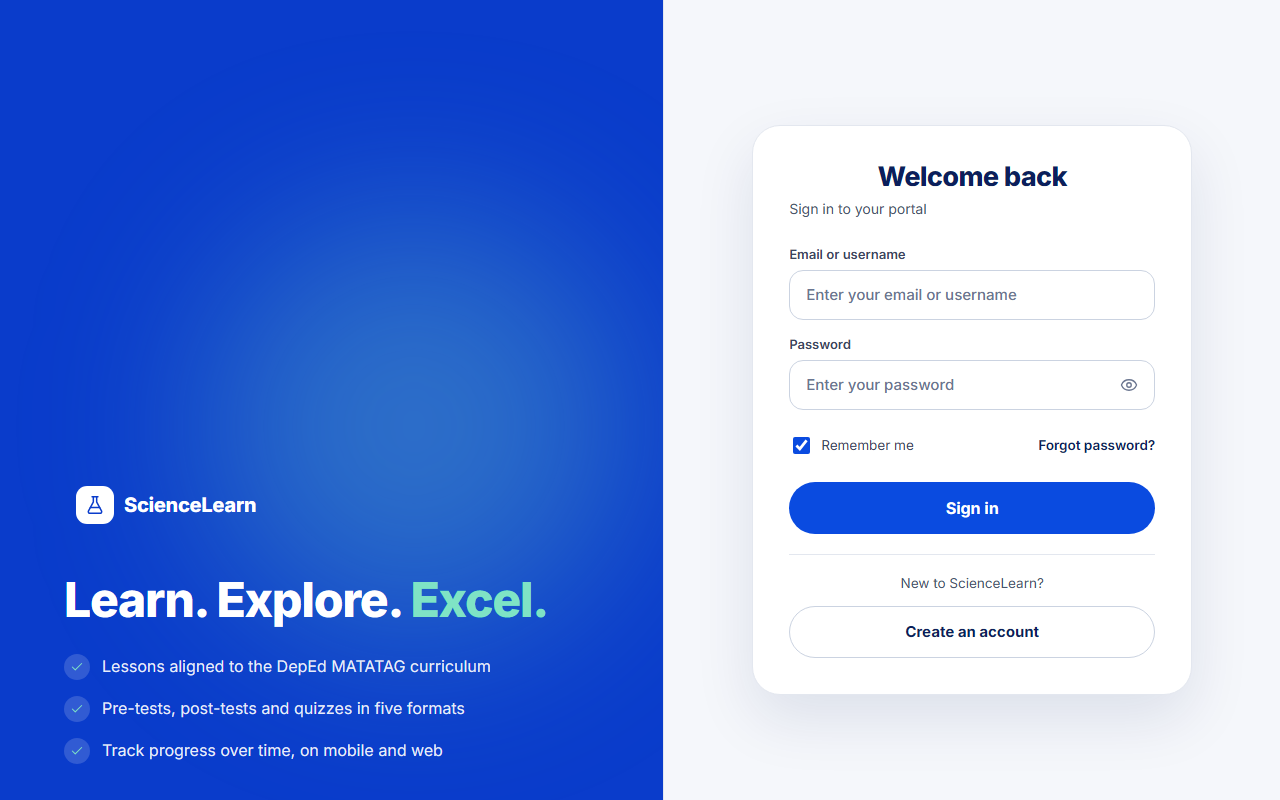 ScienceLearn
Learn. Explore. Excel.
Lessons aligned to the DepEd MATATAG curriculum
Pre-tests, post-tests and quizzes in five formats
Track progress over time, on mobile and web
Welcome back
Sign in to your portal
Email or username
Enter your email or username
Password
Enter your password
Remember me
Forgot password?
Sign in
New to ScienceLearn?
Create an account